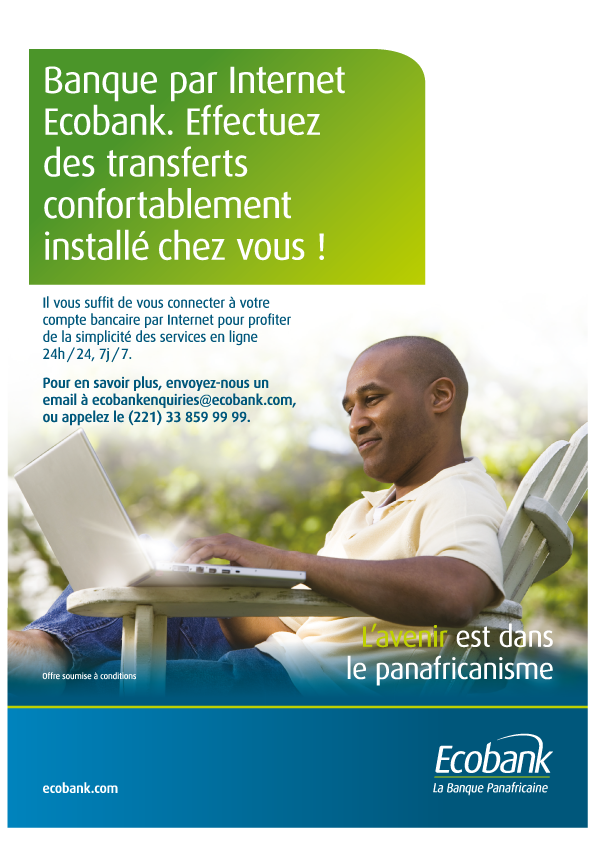 Banque par Internet
Ecobank. Effectuez
des transferts
confortablement
installé chez vous !
Il vous suffit de vous connecter à votre
compte bancaire par Internet pour profiter
de la simplicité des services en ligne
24h/24, 7j/7.
Pour en savoir plus, envoyez-nous un
email à ecobankenquiries@ecobank.com,
ou appelez le (221) 33 859 99 99.
L'avenir est dans
le panafricanisme
Offre soumise à conditions
Ecobank
La Banque Panafricaine
ecobank.com